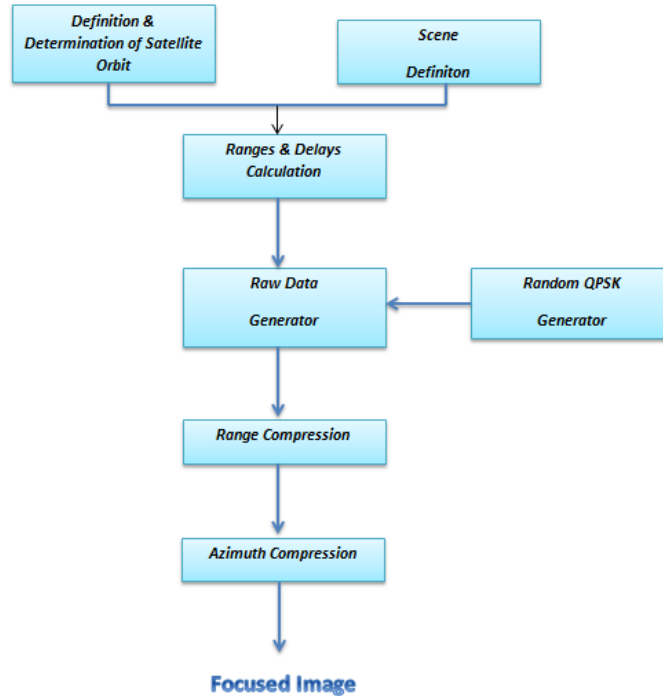 Definition &
Determination of Satellite
Orbit
Scene
Definiton
Ranges & Delays
Calculation
Raw Data
Generator
Random QPSK
Generator
Range Compression
Azimuth Compression
Focused Image